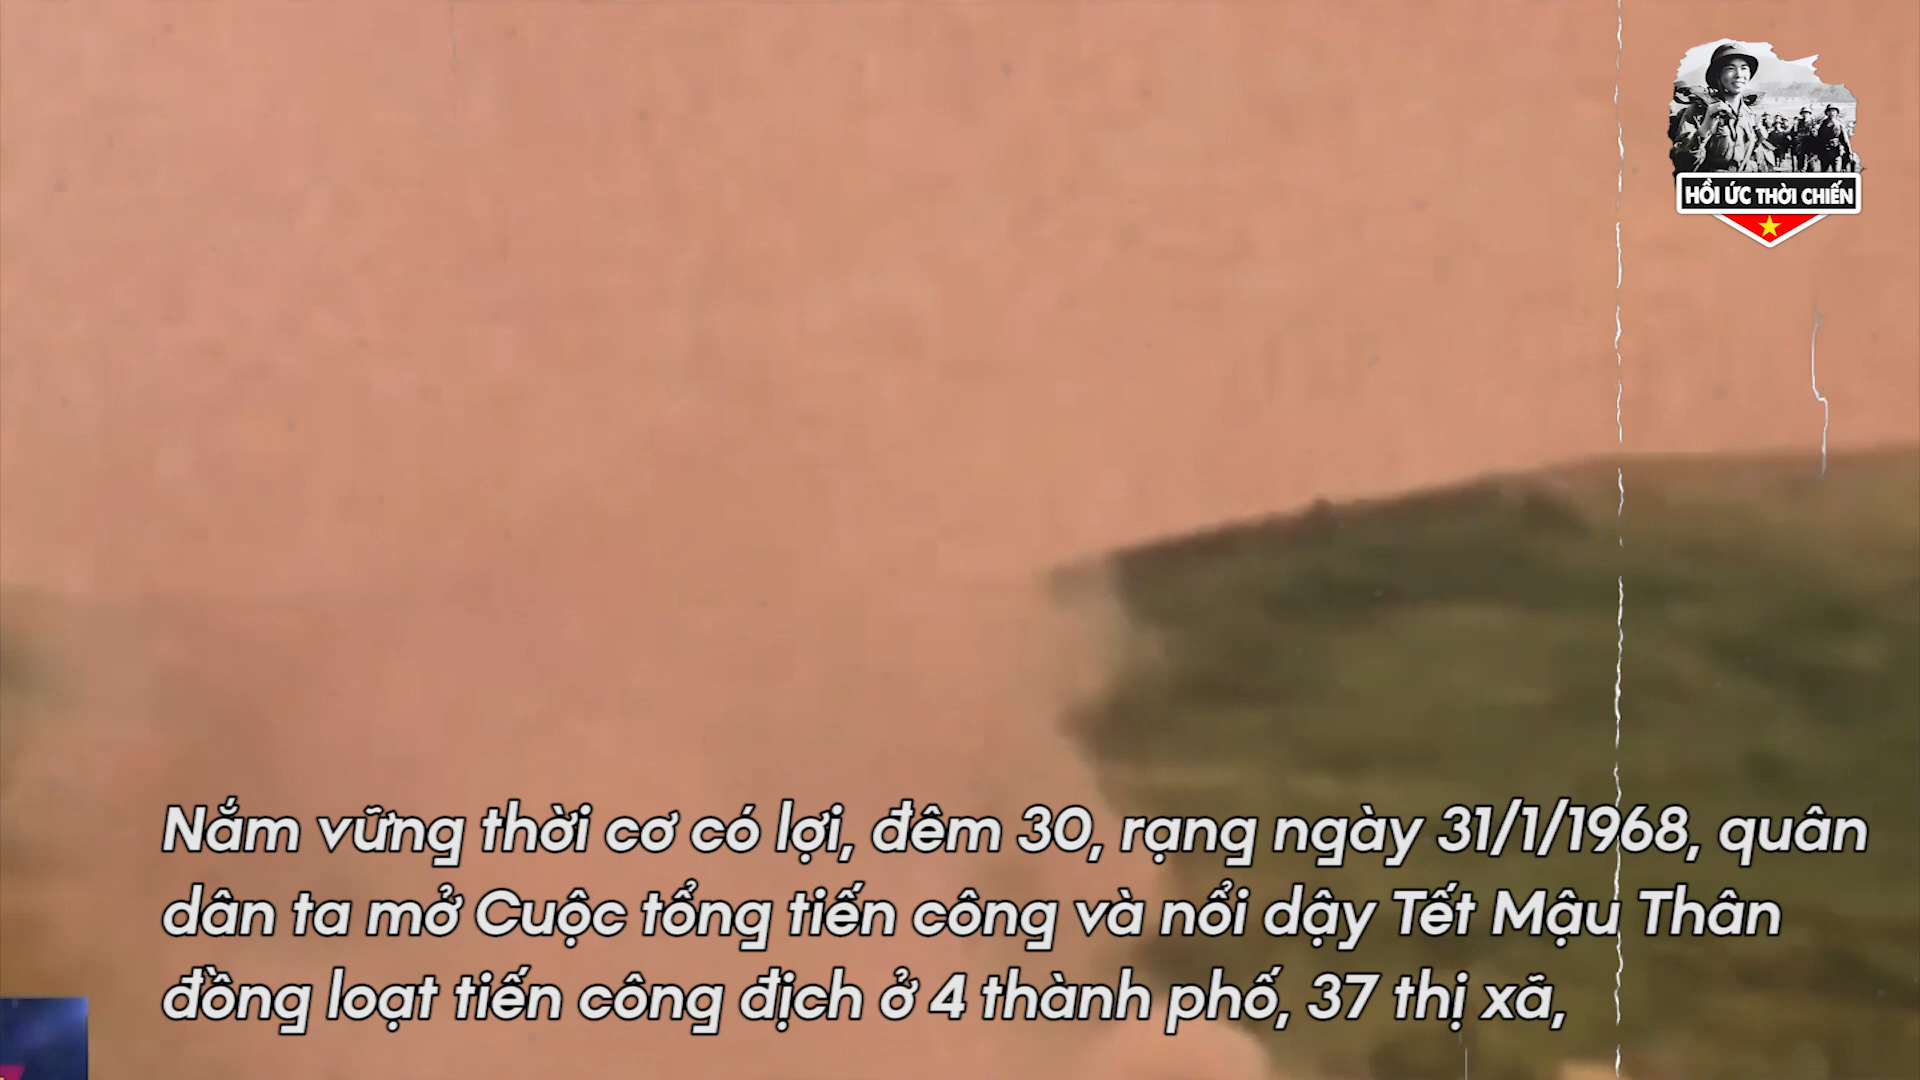 HỒI ỨC THỜI CHIẾN
Nắm vững thời cơ có lợi, đêm 30, rạng ngày 31/1/1968, quân
dân ta mở Cuộc tổng tiến công và nổi dậy Tết Mậu Thân
đồng loạt tiến công địch ở 4 thành phố, 37 thị xã,